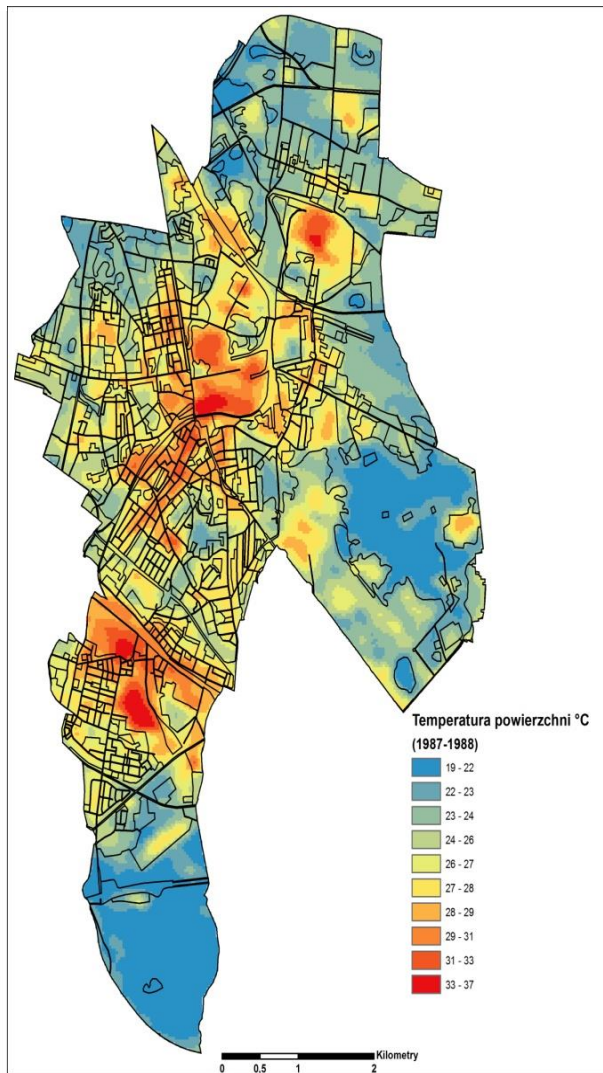 Temperatura powierzchni °C
(1987-1988)
19 - 22
22 - 23
23 - 24
24 - 26
26 - 27
27 - 28
28 - 29
29 - 31
31 - 33
33 - 37
Kilometry
0 0.5 1 2